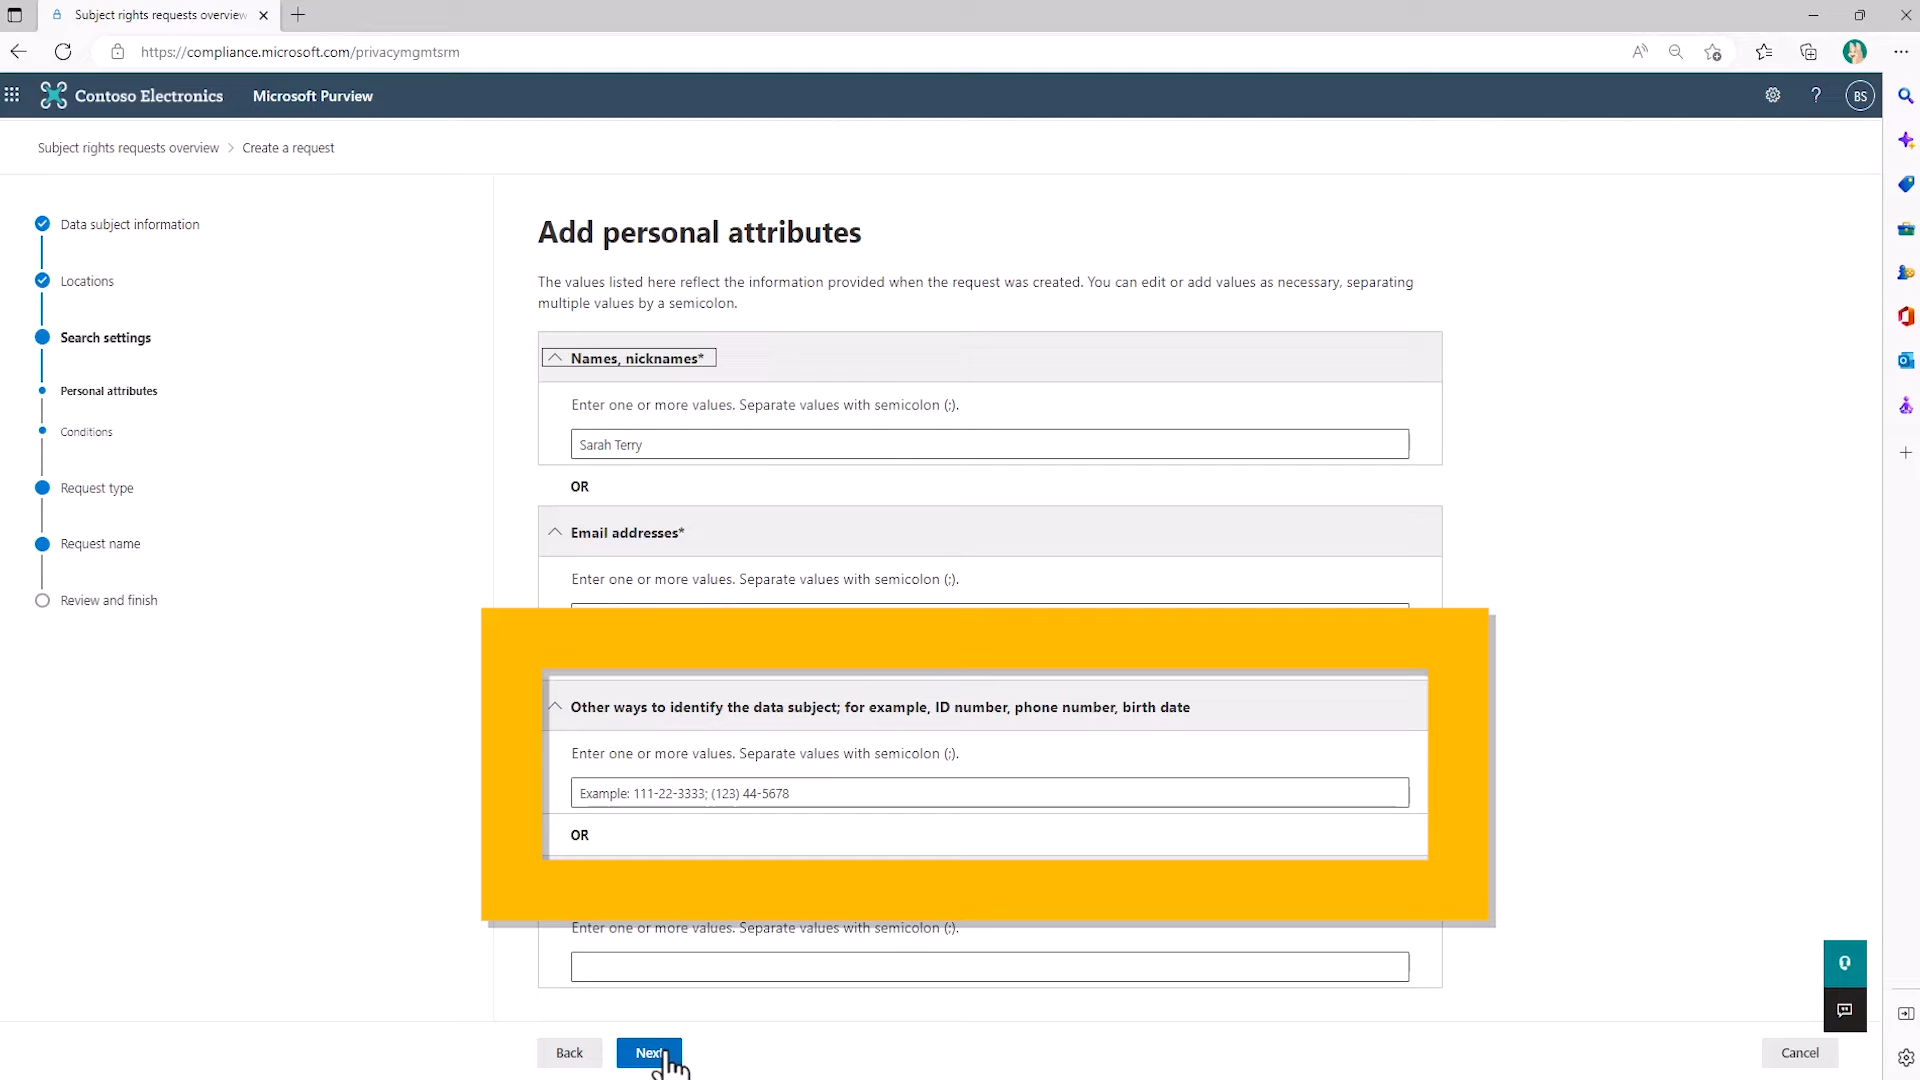 Subject rights requests overview
https://compliance.microsoft.com/privacymgmtsrm
Contoso Electronics
Microsoft Purview
? BS
Subject rights requests overview > Create a request
Data subject information
Locations
Search settings
Personal attributes
Conditions
Request type
Request name
Review and finish
Add personal attributes
The values listed here reflect the information provided when the request was created. You can edit or add values as necessary, separating
multiple values by a semicolon.
Names, nicknames*
Enter one or more values. Separate values with semicolon (;).
Sarah Terry
OR
Email addresses*
Enter one or more values. Separate values with semicolon (;).
Other ways to identify the data subject; for example, ID number, phone number, birth date
Enter one or more values. Separate values with semicolon (;).
Example: 111-22-3333; (123) 44-5678
OR
Enter one or more values. Separate values with semicolon (;).
Back
Next
Cancel